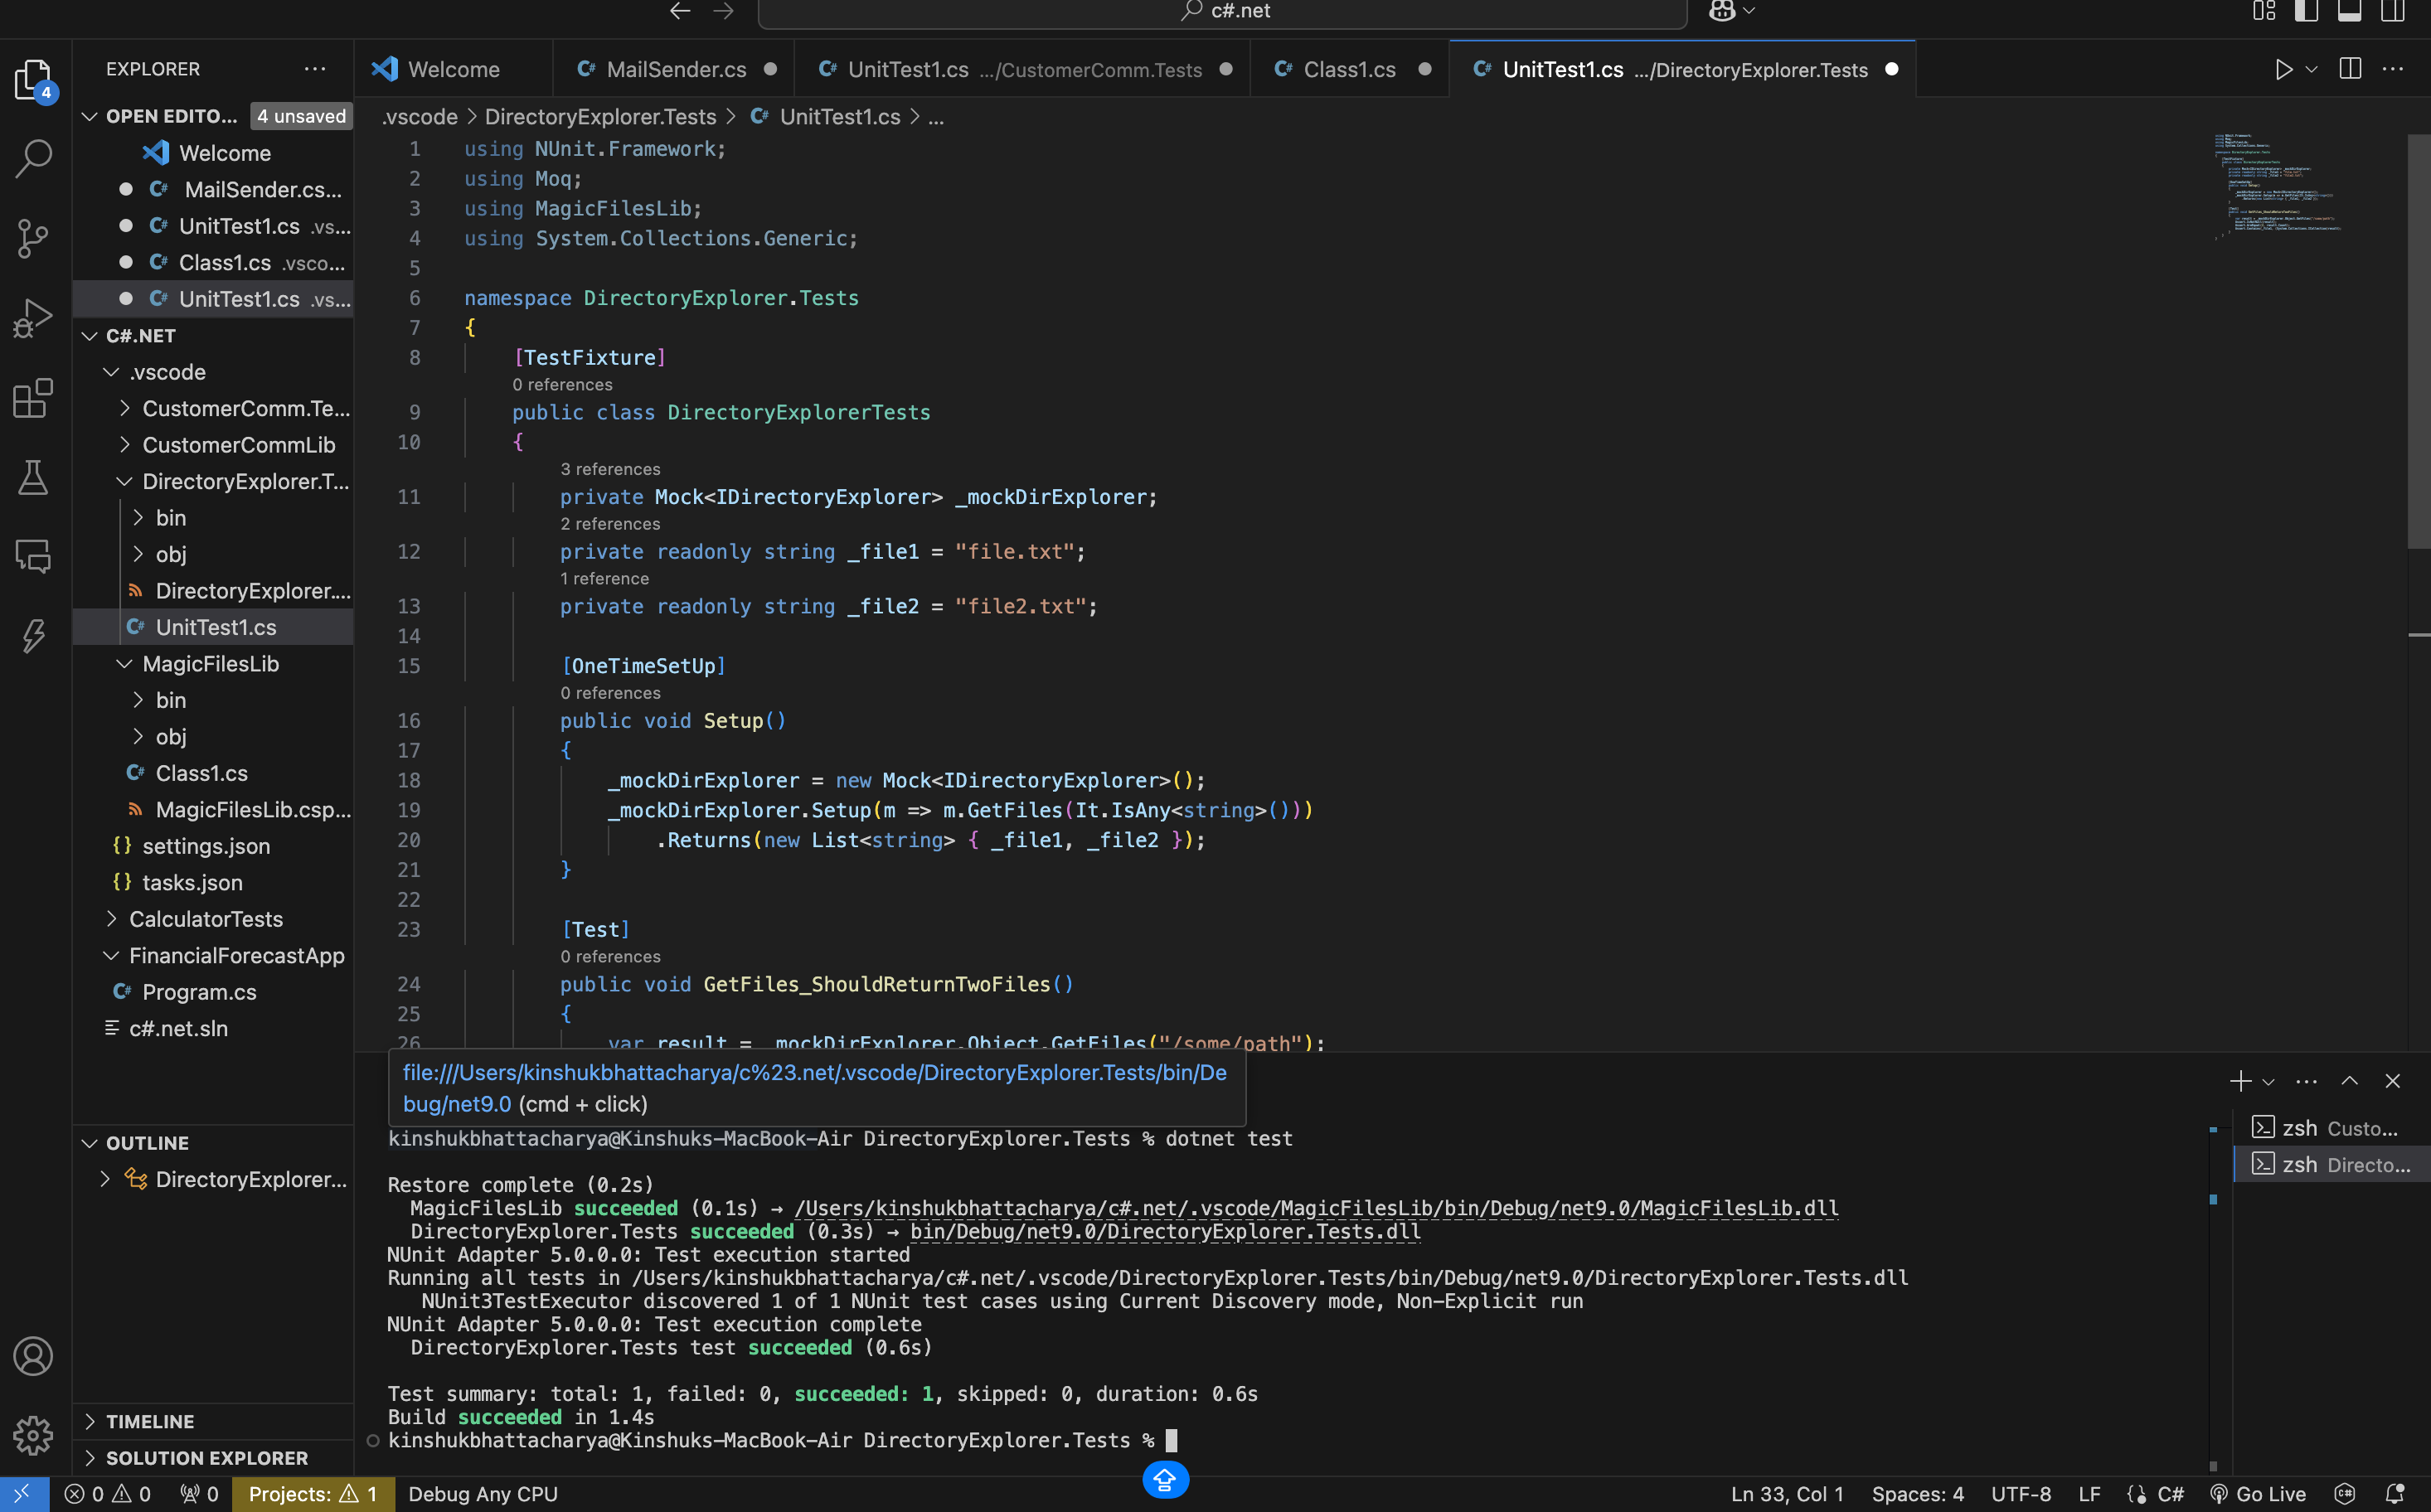 c#.net
EXPLORER
4
OPEN EDITO... 4 unsaved
Welcome
MailSender.cs...
UnitTest1.cs .vs...
Class1.cs .vsco...
UnitTest1.cs .vs...
C#.NET
.vscode
CustomerComm.Te...
CustomerCommLib
DirectoryExplorer.T...
bin
obj
DirectoryExplorer....
UnitTest1.cs
MagicFilesLib
bin
obj
Class1.cs
MagicFilesLib.csp...
settings.json
tasks.json
CalculatorTests
FinancialForecastApp
Program.cs
c#.net.sln
OUTLINE
DirectoryExplorer...
TIMELINE
SOLUTION EXPLORER
Welcome
MailSender.cs
UnitTest1.cs .../CustomerComm.Tests
Class1.cs
UnitTest1.cs .../DirectoryExplorer.Tests
.vscode > DirectoryExplorer.Tests > UnitTest1.cs > ...
1 using NUnit.Framework;
2 using Moq;
3 using MagicFilesLib;
4 using System.Collections.Generic;
5
6 namespace DirectoryExplorer.Tests
7 {
8 [TestFixture]
0 references
9 public class DirectoryExplorerTests
10 {
3 references
11 private Mock<IDirectoryExplorer> _mockDirExplorer;
2 references
12 private readonly string _file1 = "file.txt";
1 reference
13 private readonly string _file2 = "file2.txt";
14
15 [OneTimeSetUp]
0 references
16 public void Setup()
17 {
18 _mockDirExplorer = new Mock<IDirectoryExplorer>();
19 _mockDirExplorer.Setup(m => m.GetFiles(It.IsAny<string>()))
20 .Returns(new List<string> { _file1, _file2 });
21 }
22
23 [Test]
0 references
24 public void GetFiles_ShouldReturnTwoFiles()
25 {
26 var result = _mockDirExplorer.Object.GetFiles("/some/path");
file:///Users/kinshukbhattacharya/c%23.net/.vscode/DirectoryExplorer.Tests/bin/De
bug/net9.0 (cmd + click)
kinshukbhattacharya@Kinshuks-MacBook-Air DirectoryExplorer.Tests % dotnet test
Restore complete (0.2s)
MagicFilesLib succeeded (0.1s) → /Users/kinshukbhattacharya/c#.net/.vscode/MagicFilesLib/bin/Debug/net9.0/MagicFilesLib.dll
DirectoryExplorer.Tests succeeded (0.3s) → bin/Debug/net9.0/DirectoryExplorer.Tests.dll
NUnit Adapter 5.0.0.0: Test execution started
Running all tests in /Users/kinshukbhattacharya/c#.net/.vscode/DirectoryExplorer.Tests/bin/Debug/net9.0/DirectoryExplorer.Tests.dll
NUnit3TestExecutor discovered 1 of 1 NUnit test cases using Current Discovery mode, Non-Explicit run
NUnit Adapter 5.0.0.0: Test execution complete
DirectoryExplorer.Tests test succeeded (0.6s)
Test summary: total: 1, failed: 0, succeeded: 1, skipped: 0, duration: 0.6s
Build succeeded in 1.4s
kinshukbhattacharya@Kinshuks-MacBook-Air DirectoryExplorer.Tests %
zsh Custo...
zsh Directo...
0 0 0 Projects: 1 Debug Any CPU
Ln 33, Col 1 Spaces: 4 UTF-8 LF {} C# Go Live